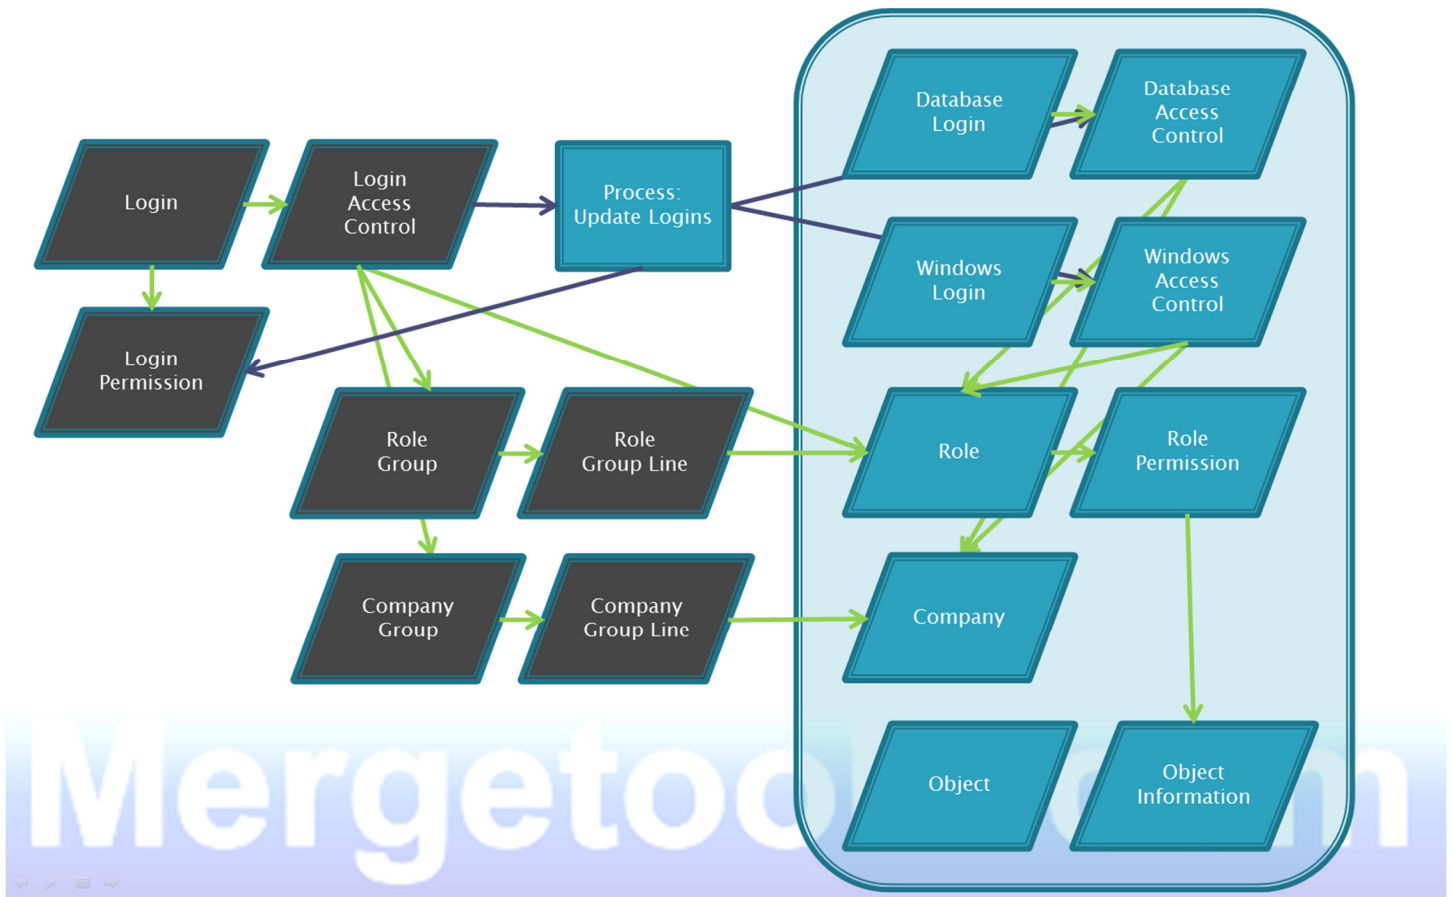 Login
Login
Access
Control
Process:
Update Logins
Database
Login
Database
Access
Control
Windows
Login
Windows
Access
Control
Login
Permission
Role
Group
Role
Group Line
Role
Role
Permission
Company
Group
Company
Group Line
Company
Object
Object
Information